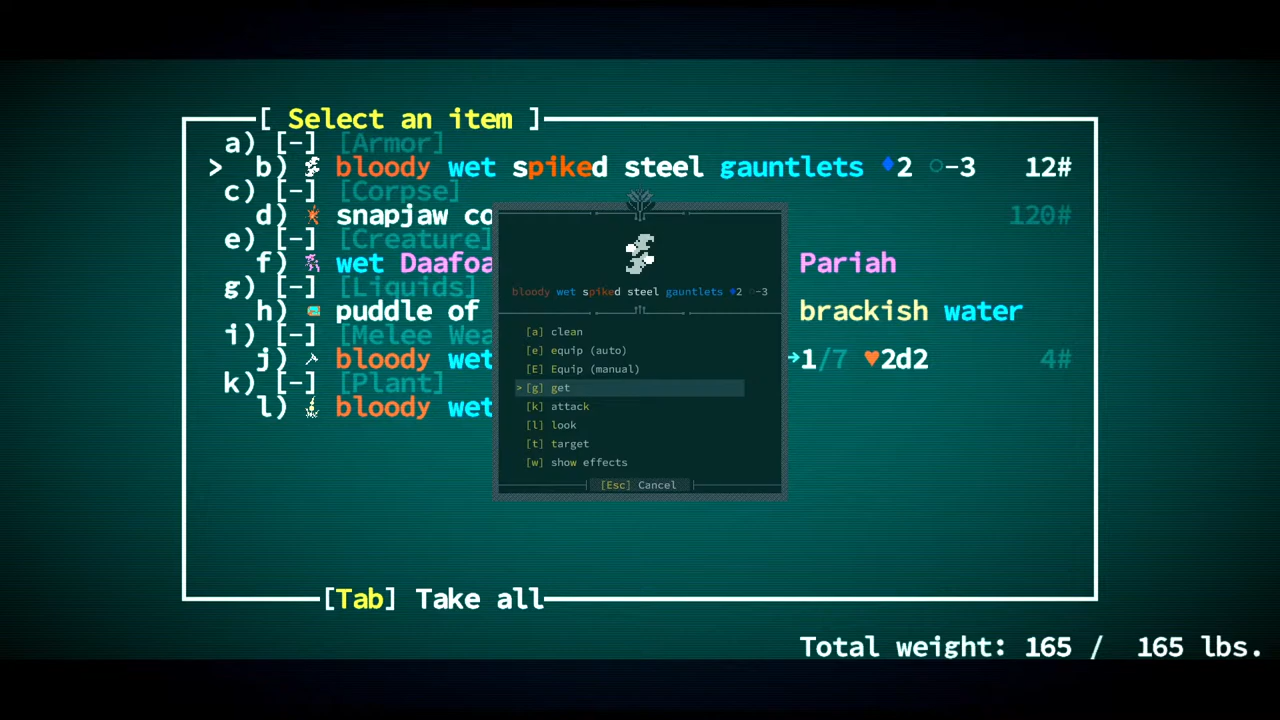 [ Select an item ]
a) [-] [Armor]
> b) bloody wet spiked steel gauntlets ♦2 ○-3 12#
c) [-] [Corpse]
d) snapjaw co 120#
e) [-] [Creature]
f) wet Daafoa Pariah
g) [-] [Liquids]
h) puddle of brackish water
i) [-] [Melee Wea
j) bloody wet →1/7 ♥2d2 4#
k) [-] [Plant]
l) bloody wet
bloody wet spiked steel gauntlets ♦2 ○-3
[a] clean
[e] equip (auto)
[E] Equip (manual)
> [g] get
[k] attack
[l] look
[t] target
[w] show effects
[Esc] Cancel
[Tab] Take all
Total weight: 165 / 165 lbs.